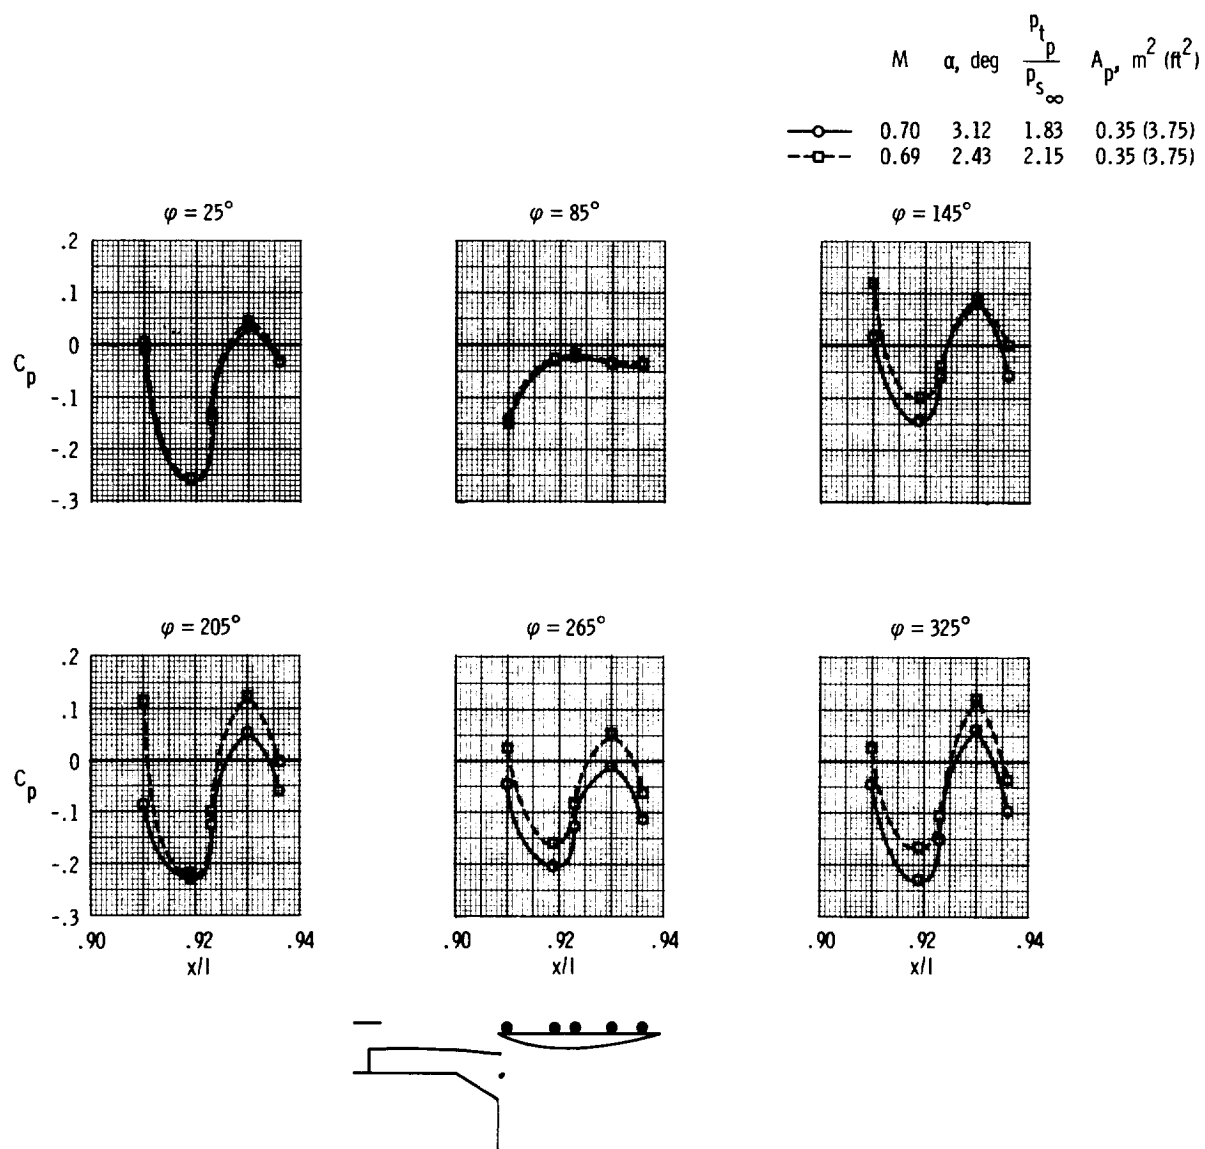 p_t_p
M α, deg p_s_∞ A_p, m² (ft²)
0.70 3.12 1.83 0.35 (3.75)
0.69 2.43 2.15 0.35 (3.75)
φ = 25° φ = 85° φ = 145°
.2
.1
0
C_p
-.1
-.2
-.3
φ = 205° φ = 265° φ = 325°
.2
.1
0
C_p
-.1
-.2
-.3
.90 .92 .94 .90 .92 .94 .90 .92 .94
x/l x/l x/l